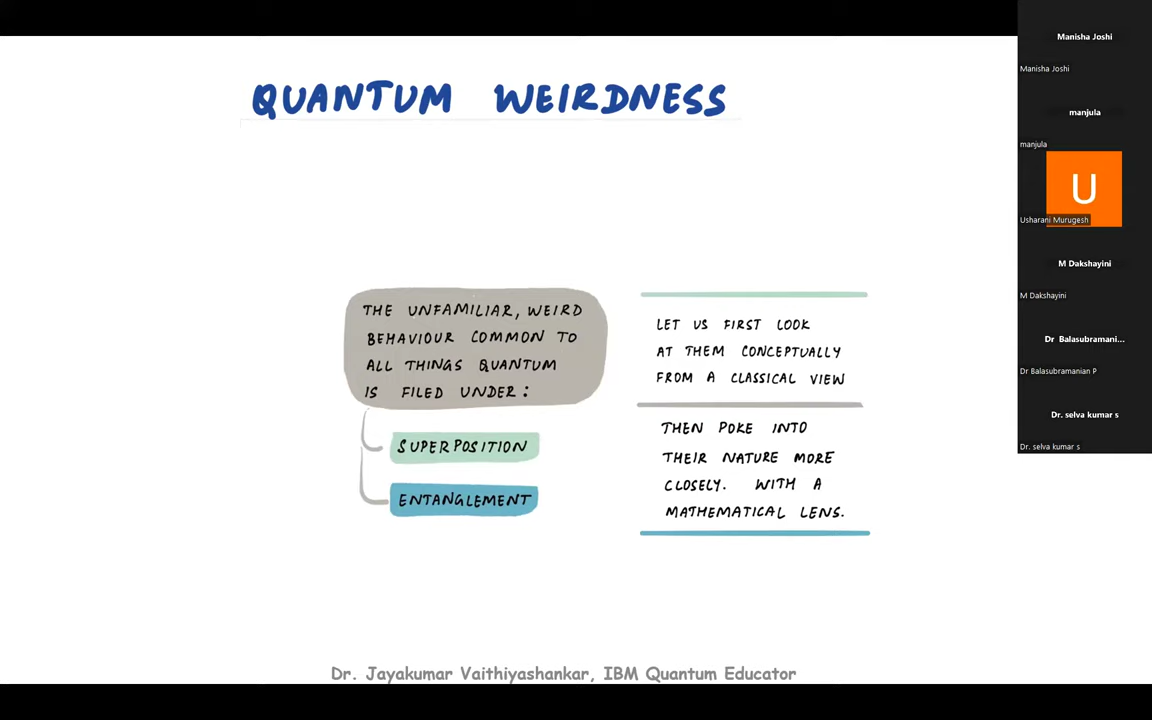 QUANTUM WEIRDNESS
THE UNFAMILIAR, WEIRD
BEHAVIOUR COMMON TO
ALL THINGS QUANTUM
IS FILED UNDER:
SUPERPOSITION
ENTANGLEMENT
LET US FIRST LOOK
AT THEM CONCEPTUALLY
FROM A CLASSICAL VIEW
THEN POKE INTO
THEIR NATURE MORE
CLOSELY. WITH A
MATHEMATICAL LENS.
Dr. Jayakumar Vaithiyashankar, IBM Quantum Educator
Manisha Joshi
Manisha Joshi
manjula
manjula
U
Usharani Murugesh
M Dakshayini
M Dakshayini
Dr Balasubramani...
Dr Balasubramanian P
Dr. selva kumar s
Dr. selva kumar s